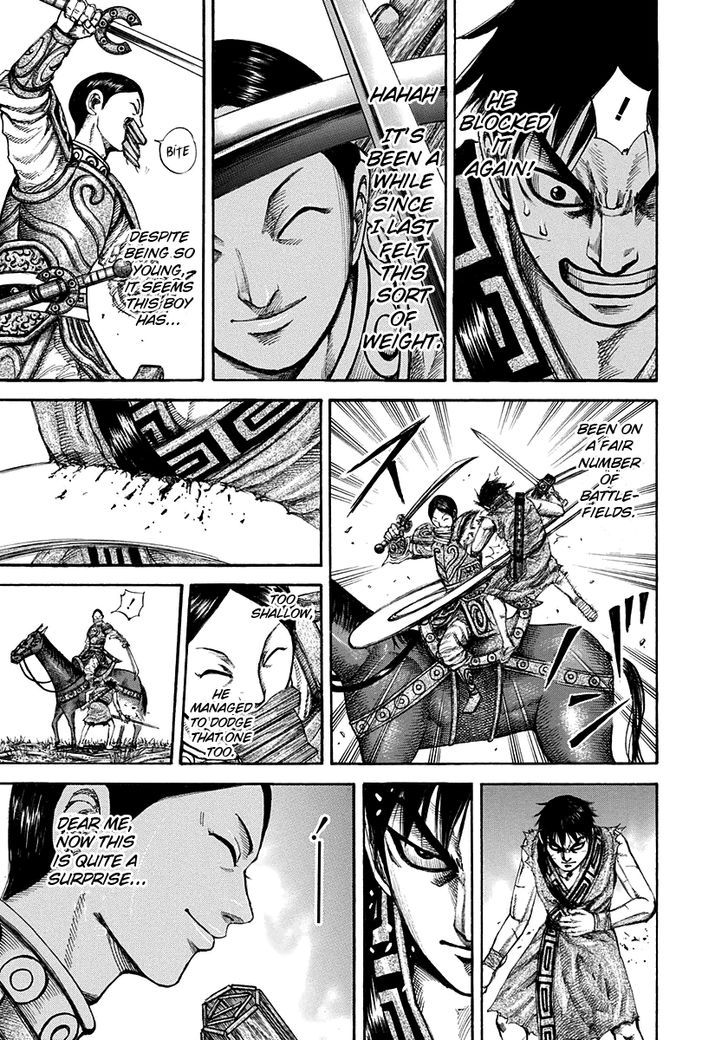 !
HE
BLOCKED
IT
AGAIN!
HAHAH
IT'S
BEEN A
WHILE
SINCE
I LAST
FELT
THIS
SORT
OF
WEIGHT.
BITE
DESPITE
BEING SO
YOUNG,
IT SEEMS
THIS BOY
HAS...
BEEN ON
A FAIR
NUMBER
OF
BATTLE-
FIELDS.
TOO
SHALLOW,
HE
MANAGED
TO DODGE
THAT ONE
TOO.
!
!
DEAR ME,
NOW THIS
IS QUITE A
SURPRISE...